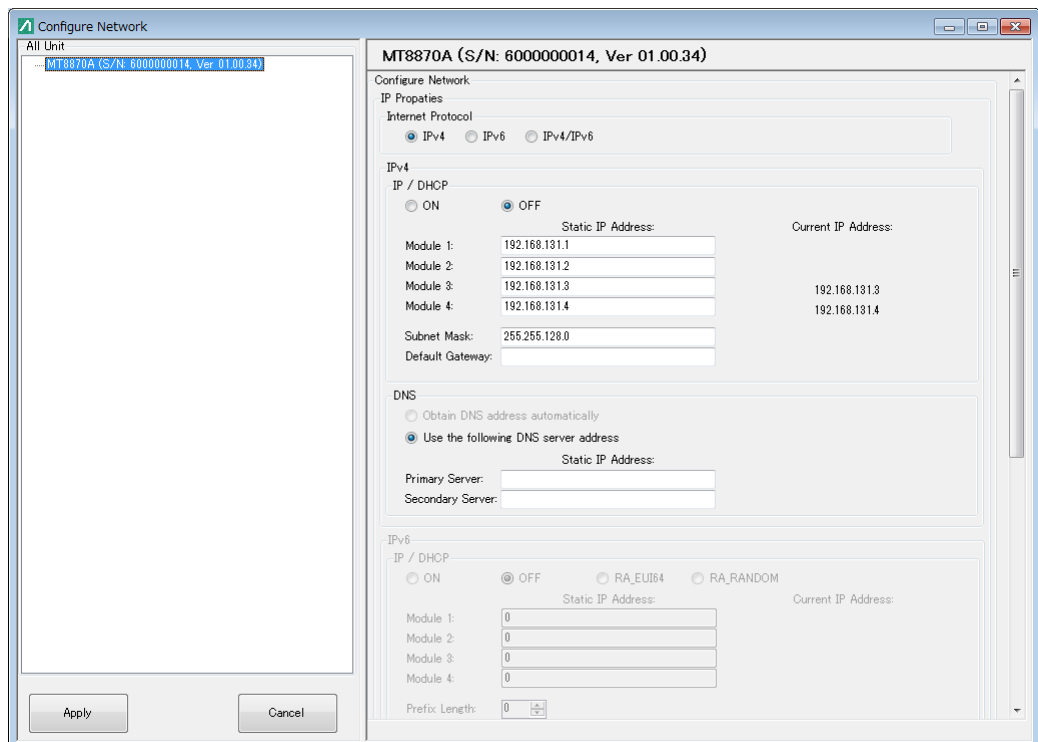 Configure Network
All Unit
MT8870A (S/N: 6000000014, Ver 01.00.34)
Apply
Cancel
MT8870A (S/N: 6000000014, Ver 01.00.34)
Configure Network
IP Propaties
Internet Protocol
IPv4 IPv6 IPv4/IPv6
IPv4
IP / DHCP
ON OFF
Static IP Address: Current IP Address:
Module 1: 192.168.131.1
Module 2: 192.168.131.2
Module 3: 192.168.131.3 192.168.131.3
Module 4: 192.168.131.4 192.168.131.4
Subnet Mask: 255.255.128.0
Default Gateway:
DNS
Obtain DNS address automatically
Use the following DNS server address
Static IP Address:
Primary Server:
Secondary Server:
IPv6
IP / DHCP
ON OFF RA_EUI64 RA_RANDOM
Static IP Address: Current IP Address:
Module 1: 0
Module 2: 0
Module 3: 0
Module 4: 0
Prefix Length: 0